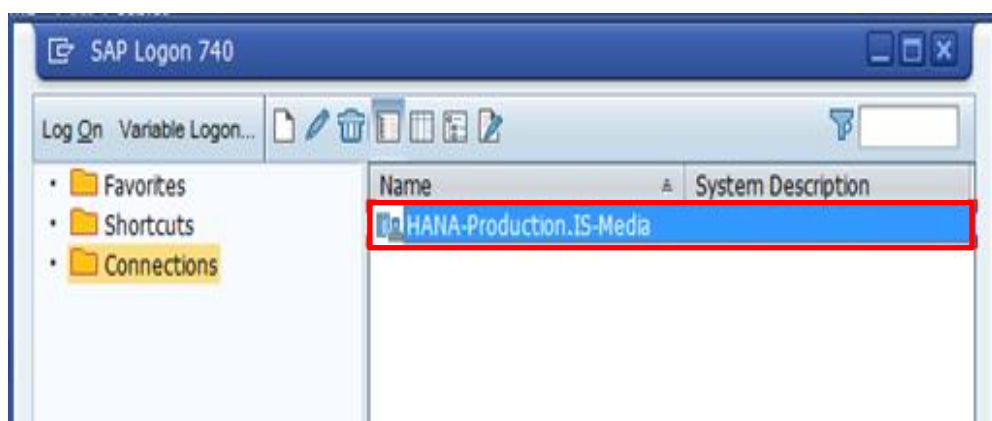 SAP Logon 740
Log On Variable Logon...
Favorites
Shortcuts
Connections
Name System Description
HANA-Production.IS-Media